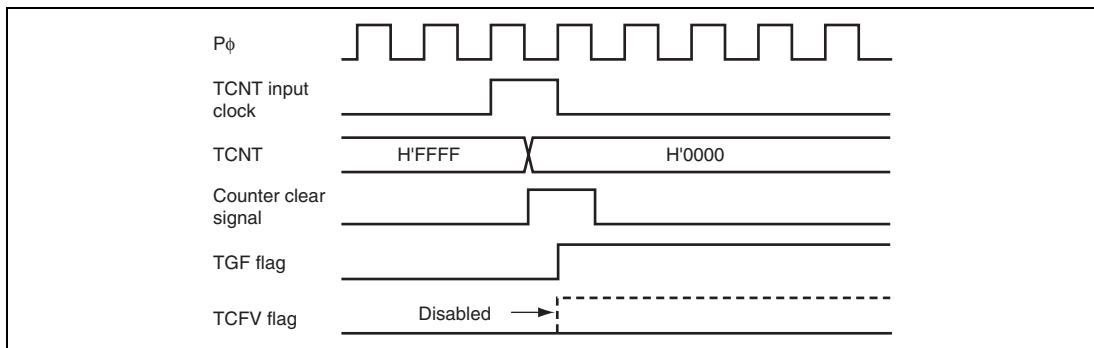 Pφ
TCNT input
clock
TCNT
H'FFFF
H'0000
Counter clear
signal
TGF flag
TCFV flag
Disabled